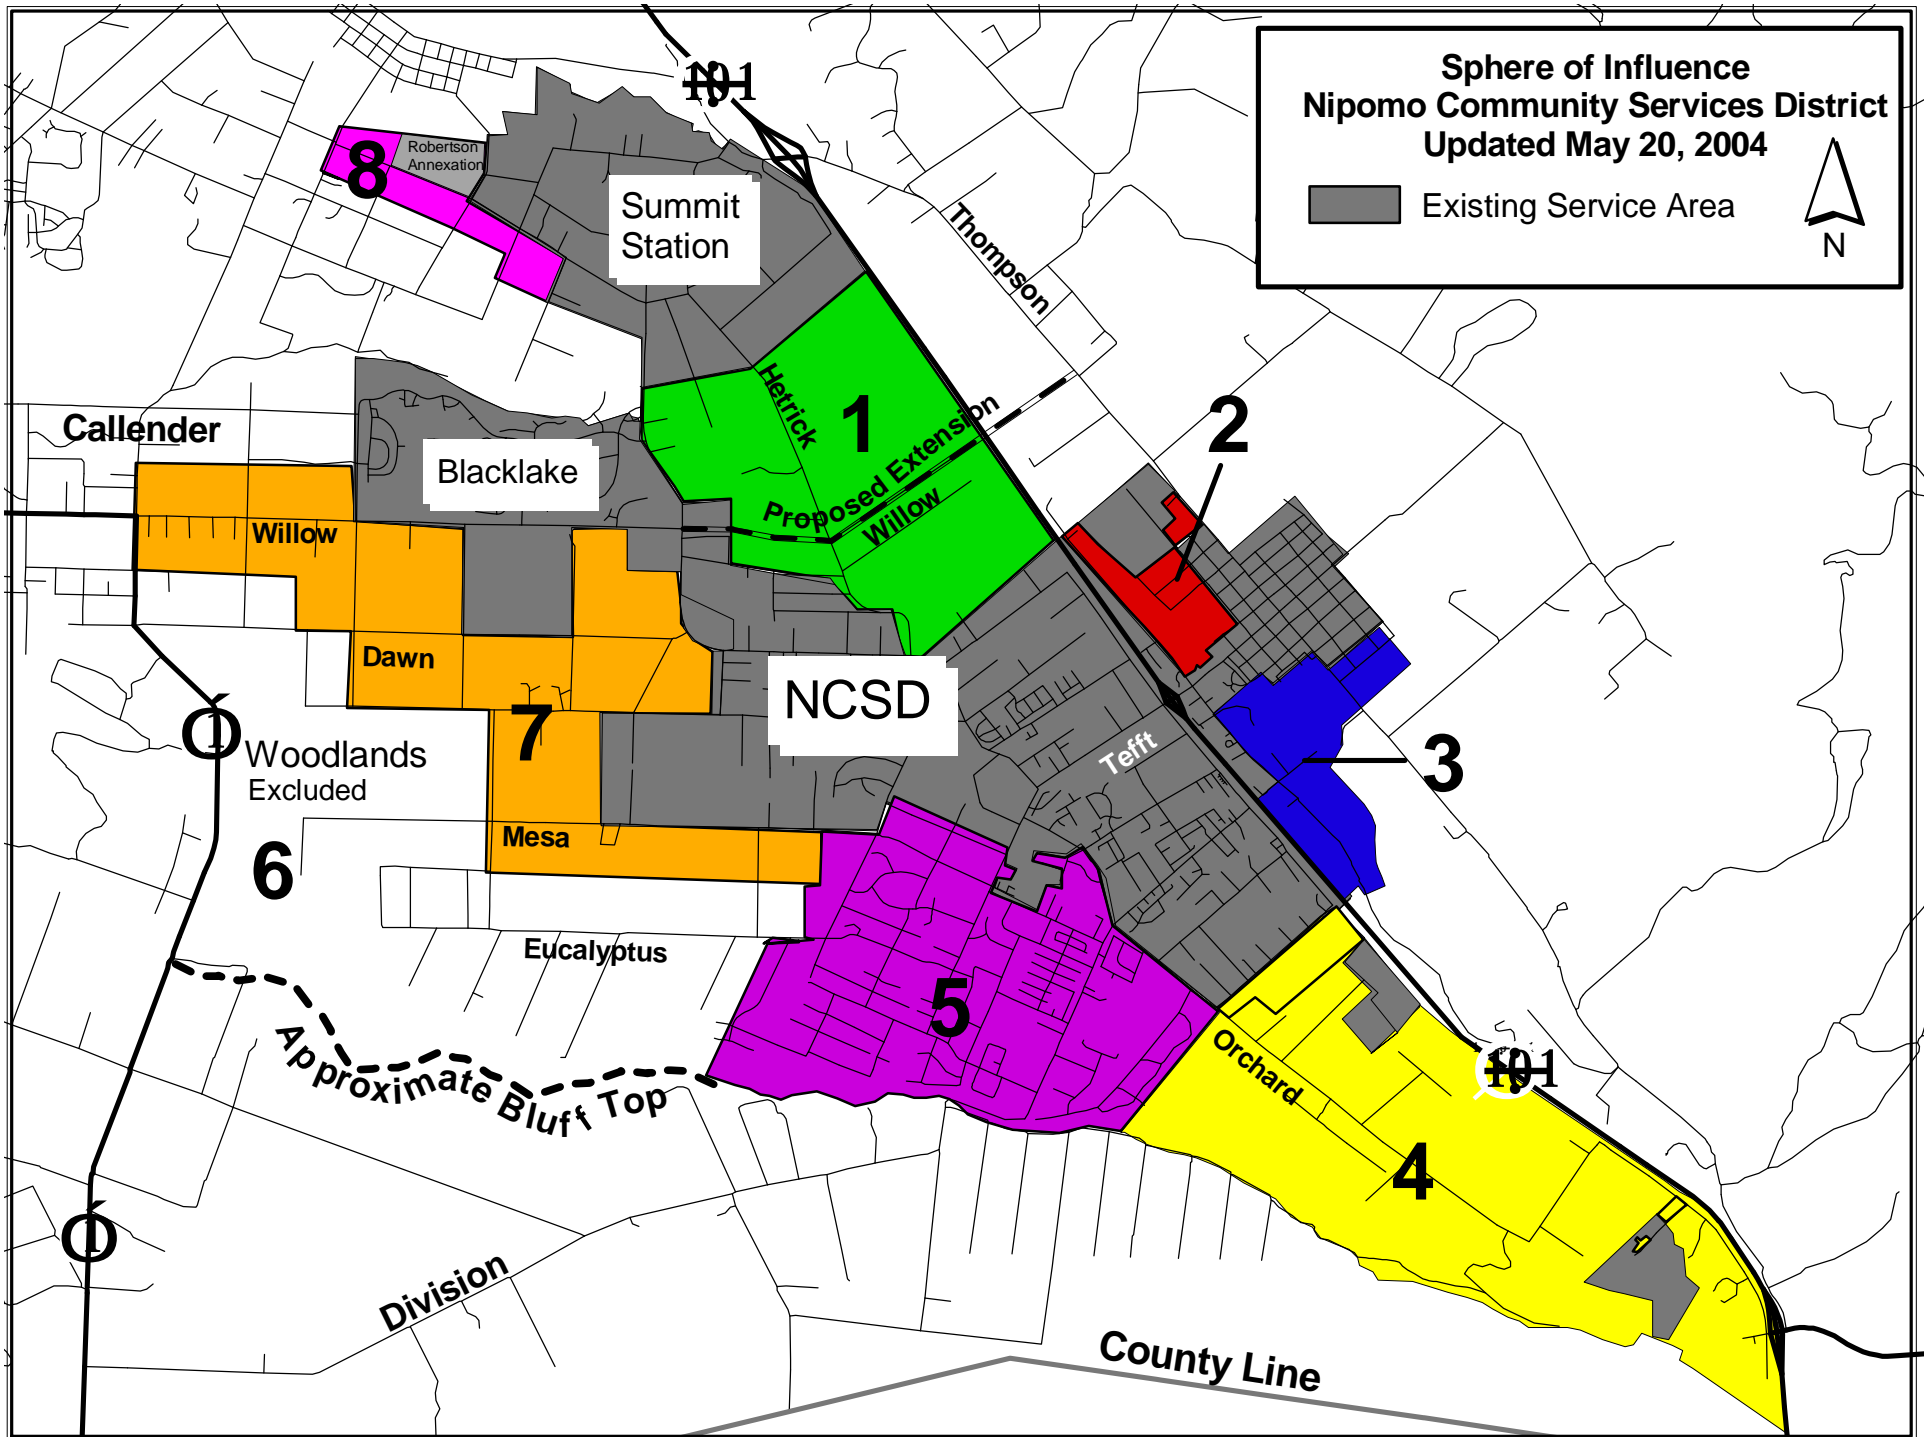 Sphere of Influence
Nipomo Community Services District
Updated May 20, 2004
Existing Service Area
N
101
8
Robertson
Annexation
Summit
Station
Thompson
Hetrick
1
2
Callender
Blacklake
Proposed Extension
Willow
Willow
Dawn
NCSD
7
Tefft
3
1
Woodlands
Excluded
Mesa
6
Eucalyptus
5
Orchard
101
Approximate Bluff Top
4
1
Division
County Line